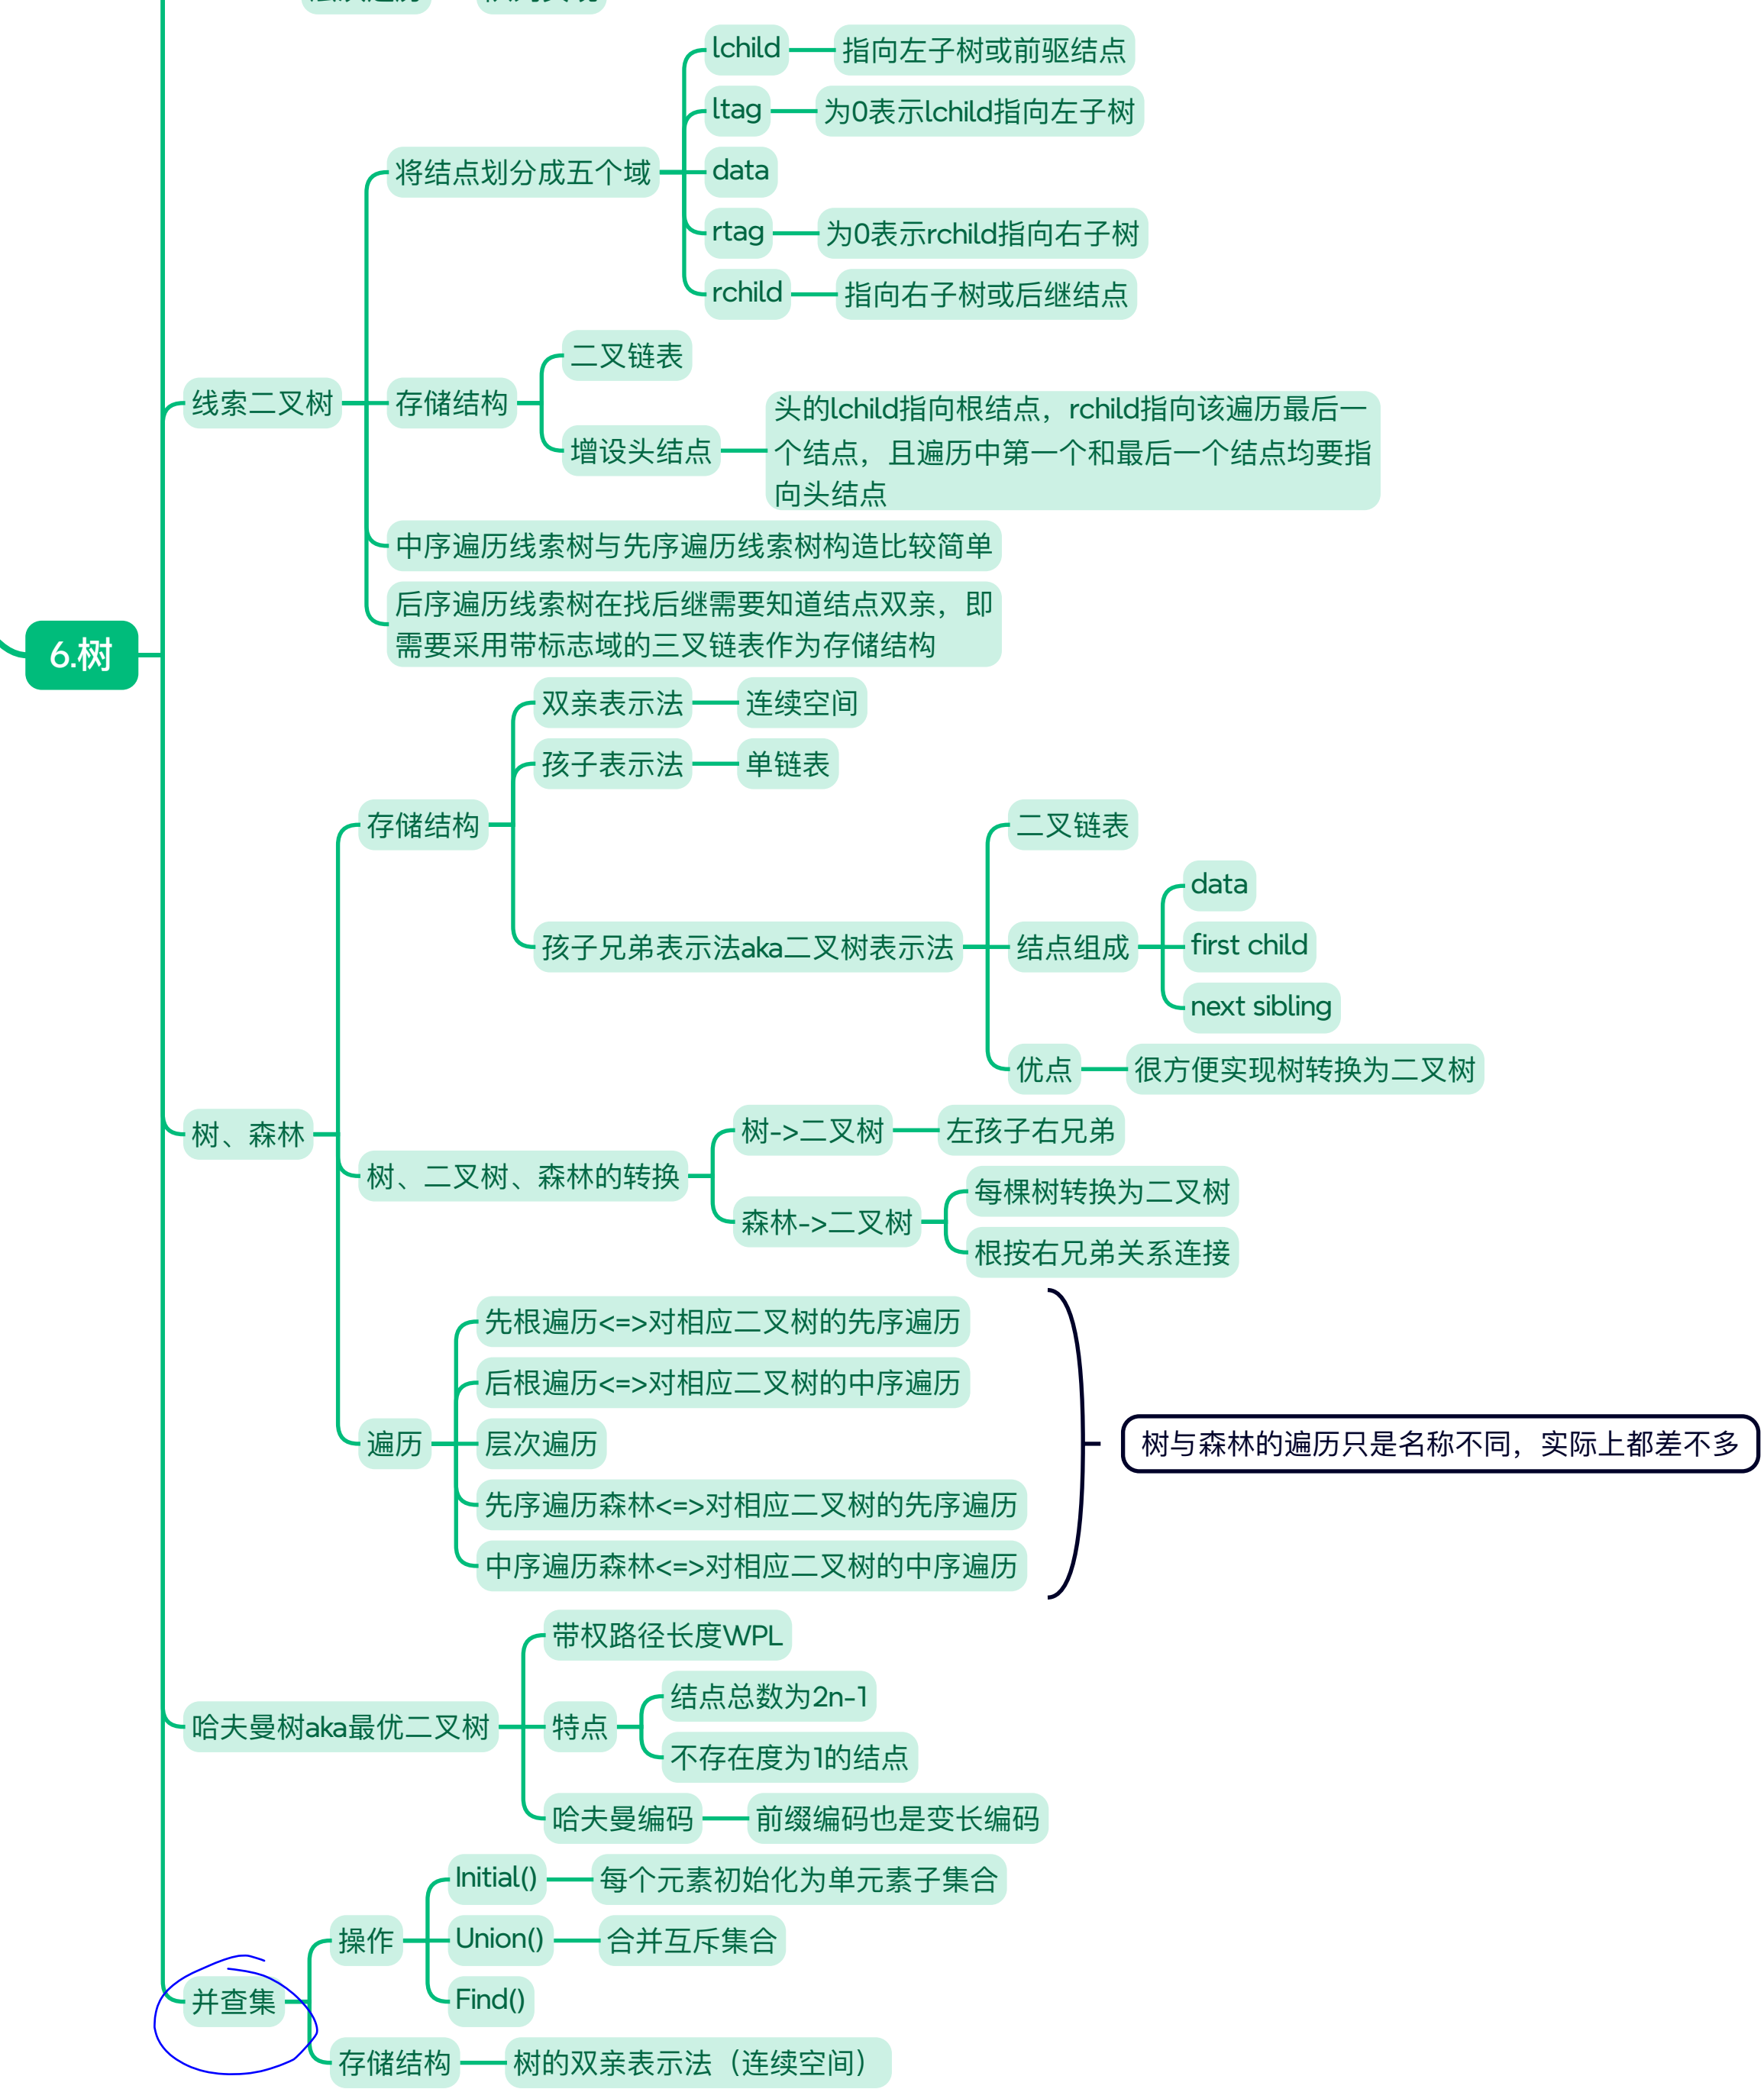 lchild
指向左子树或前驱结点
ltag
为0表示lchild指向左子树
将结点划分成五个域
data
rtag
为0表示rchild指向右子树
rchild
指向右子树或后继结点
二叉链表
线索二叉树
存储结构
头的lchild指向根结点，rchild指向该遍历最后一
个结点，且遍历中第一个和最后一个结点均要指
向头结点
增设头结点
中序遍历线索树与先序遍历线索树构造比较简单
后序遍历线索树在找后继需要知道结点双亲，即
需要采用带标志域的三叉链表作为存储结构
6.树
双亲表示法
连续空间
孩子表示法
单链表
存储结构
二叉链表
data
孩子兄弟表示法aka二叉树表示法
结点组成
first child
next sibling
优点
很方便实现树转换为二叉树
树、森林
树->二叉树
左孩子右兄弟
树、二叉树、森林的转换
每棵树转换为二叉树
森林->二叉树
根按右兄弟关系连接
先根遍历<=>对相应二叉树的先序遍历
后根遍历<=>对相应二叉树的中序遍历
遍历
层次遍历
树与森林的遍历只是名称不同，实际上都差不多
先序遍历森林<=>对相应二叉树的先序遍历
中序遍历森林<=>对相应二叉树的中序遍历
带权路径长度WPL
结点总数为2n-1
哈夫曼树aka最优二叉树
特点
不存在度为1的结点
哈夫曼编码
前缀编码也是变长编码
Initial()
每个元素初始化为单元素子集合
操作
Union()
合并互斥集合
并查集
Find()
存储结构
树的双亲表示法（连续空间）